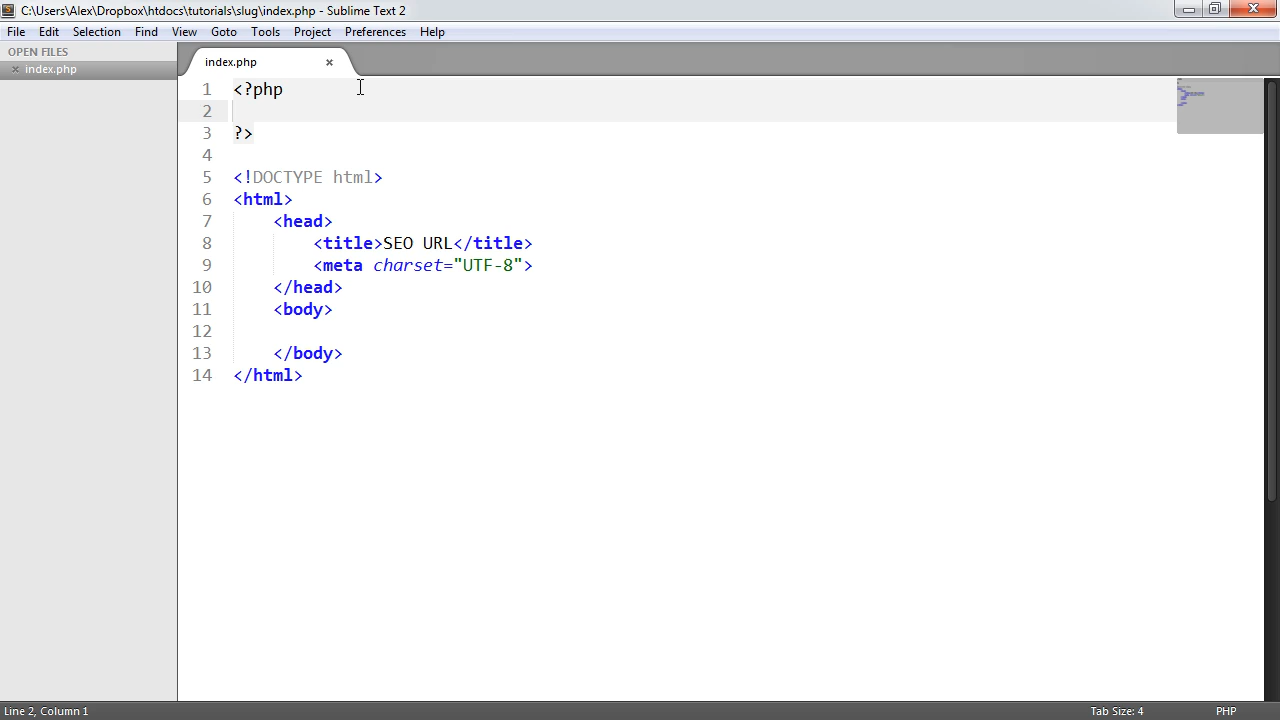 C:\Users\Alex\Dropbox\htdocs\tutorials\slug\index.php - Sublime Text 2
File Edit Selection Find View Goto Tools Project Preferences Help
OPEN FILES
index.php
index.php
1 <?php
2
3 ?>
4
5 <!DOCTYPE html>
6 <html>
7 <head>
8 <title>SEO URL</title>
9 <meta charset="UTF-8">
10 </head>
11 <body>
12
13 </body>
14 </html>
Line 2, Column 1 Tab Size: 4 PHP